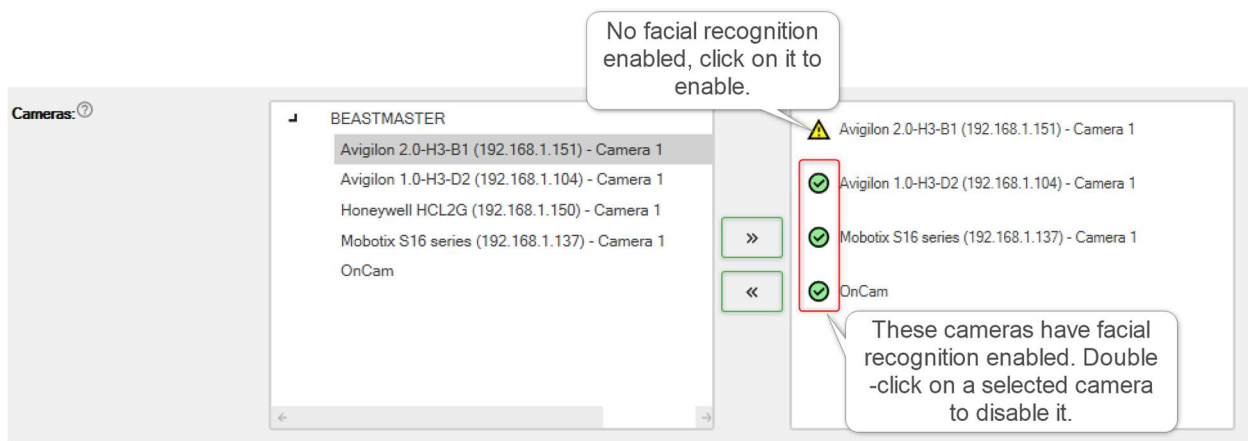 No facial recognition
enabled, click on it to
enable.
Cameras:
BEASTMASTER
Avigilon 2.0-H3-B1 (192.168.1.151) - Camera 1
Avigilon 1.0-H3-D2 (192.168.1.104) - Camera 1
Honeywell HCL2G (192.168.1.150) - Camera 1
Mobotix S16 series (192.168.1.137) - Camera 1
OnCam
»
«
Avigilon 2.0-H3-B1 (192.168.1.151) - Camera 1
Avigilon 1.0-H3-D2 (192.168.1.104) - Camera 1
Mobotix S16 series (192.168.1.137) - Camera 1
OnCam
These cameras have facial
recognition enabled. Double
-click on a selected camera
to disable it.